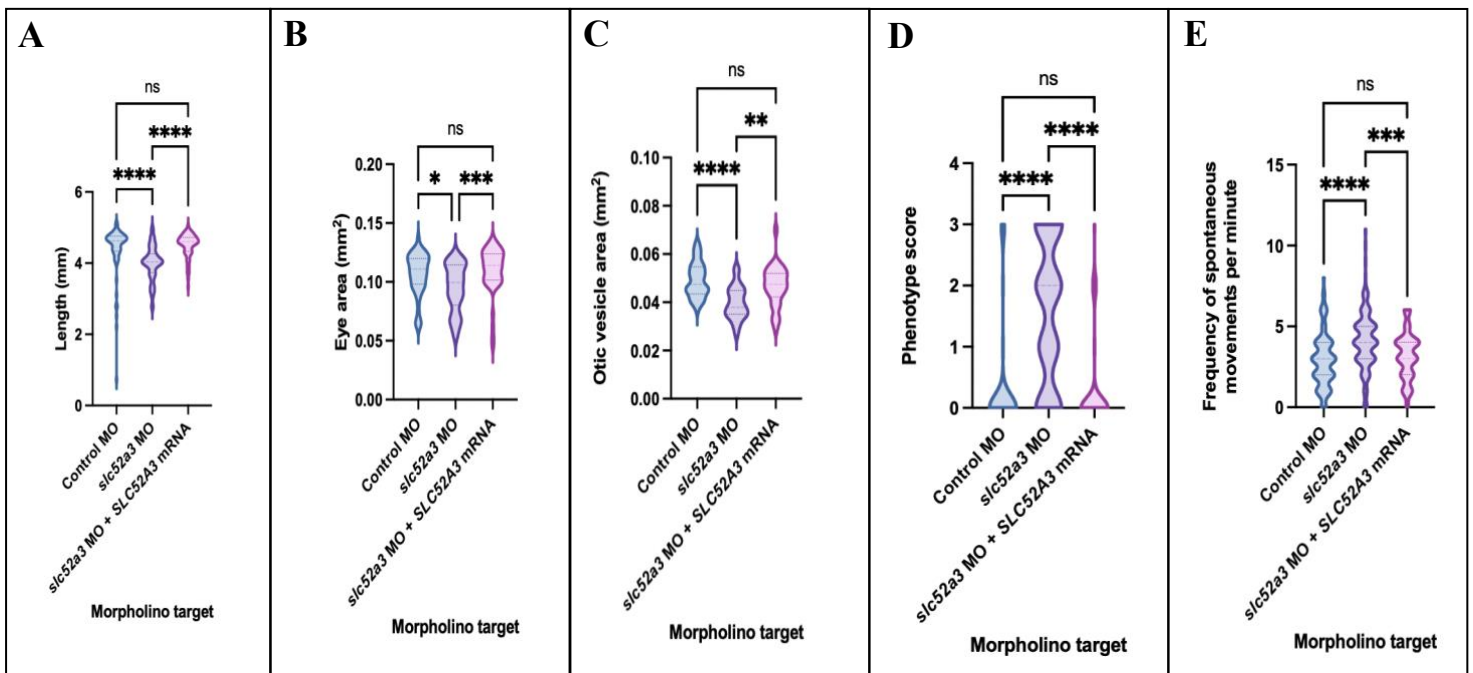 A
ns
****
****
6
4
2
0
Length (mm)
Control MO
slc52a3 MO
slc52a3 MO + SLC52A3 mRNA
Morpholino target
B
ns
*
***
0.20
0.15
0.10
0.05
0.00
Eye area (mm²)
Control MO
slc52a3 MO
slc52a3 MO + SLC52A3 mRNA
Morpholino target
C
ns
**
****
0.10
0.08
0.06
0.04
0.02
0.00
Otic vesicle area (mm²)
Control MO
slc52a3 MO
slc52a3 MO + SLC52A3 mRNA
Morpholino target
D
ns
****
****
4
3
2
1
0
Phenotype score
Control MO
slc52a3 MO
slc52a3 MO + SLC52A3 mRNA
Morpholino target
E
ns
***
****
15
10
5
0
Frequency of spontaneous
movements per minute
Control MO
slc52a3 MO
slc52a3 MO + SLC52A3 mRNA
Morpholino target